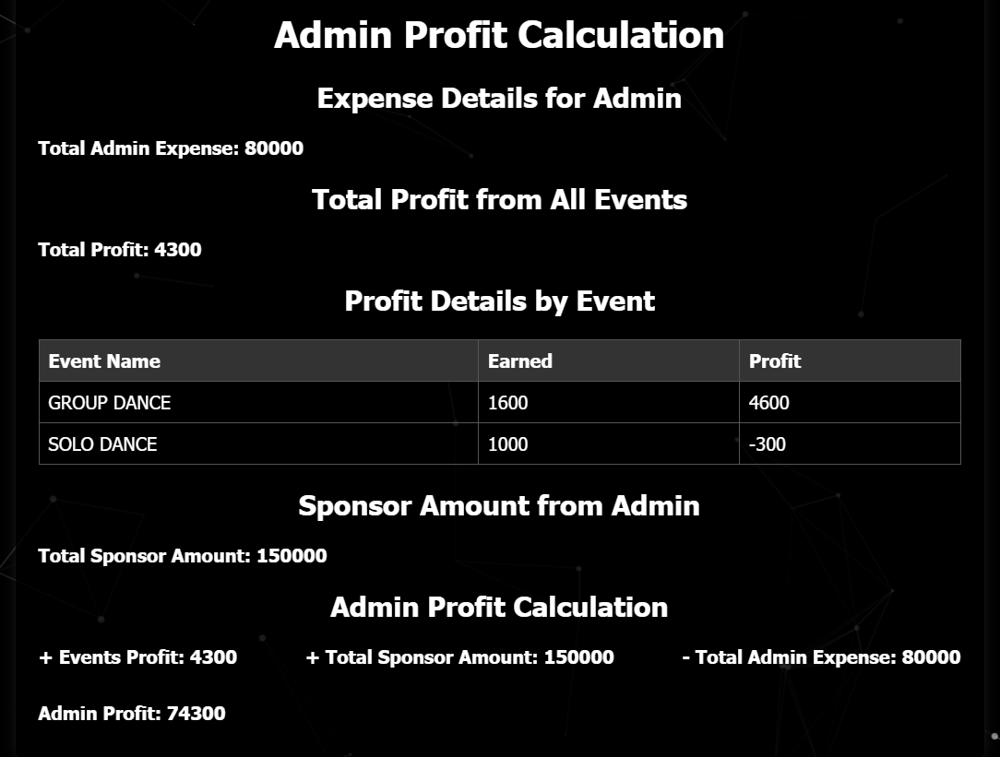 Admin Profit Calculation
Expense Details for Admin
Total Admin Expense: 80000
Total Profit from All Events
Total Profit: 4300
Profit Details by Event
Event Name Earned Profit
GROUP DANCE 1600 4600
SOLO DANCE 1000 -300
Sponsor Amount from Admin
Total Sponsor Amount: 150000
Admin Profit Calculation
+ Events Profit: 4300 + Total Sponsor Amount: 150000 - Total Admin Expense: 80000
Admin Profit: 74300